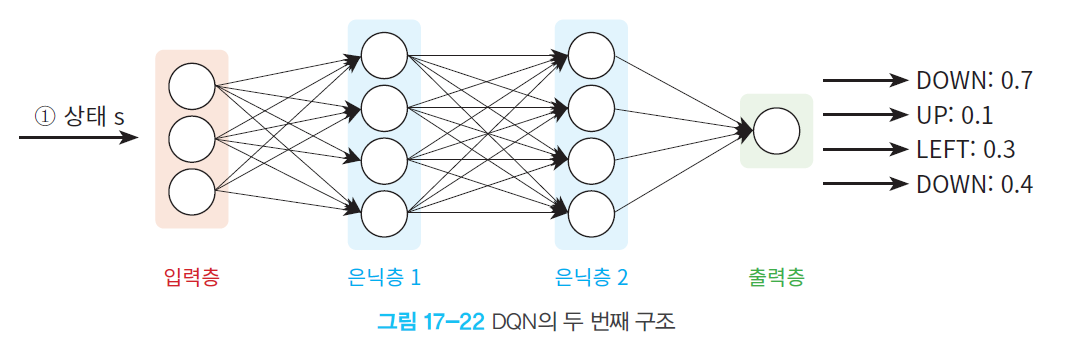 ① 상태 s
DOWN: 0.7
UP: 0.1
LEFT: 0.3
DOWN: 0.4
입력층
은닉층 1
은닉층 2
출력층
그림 17-22 DQN의 두 번째 구조